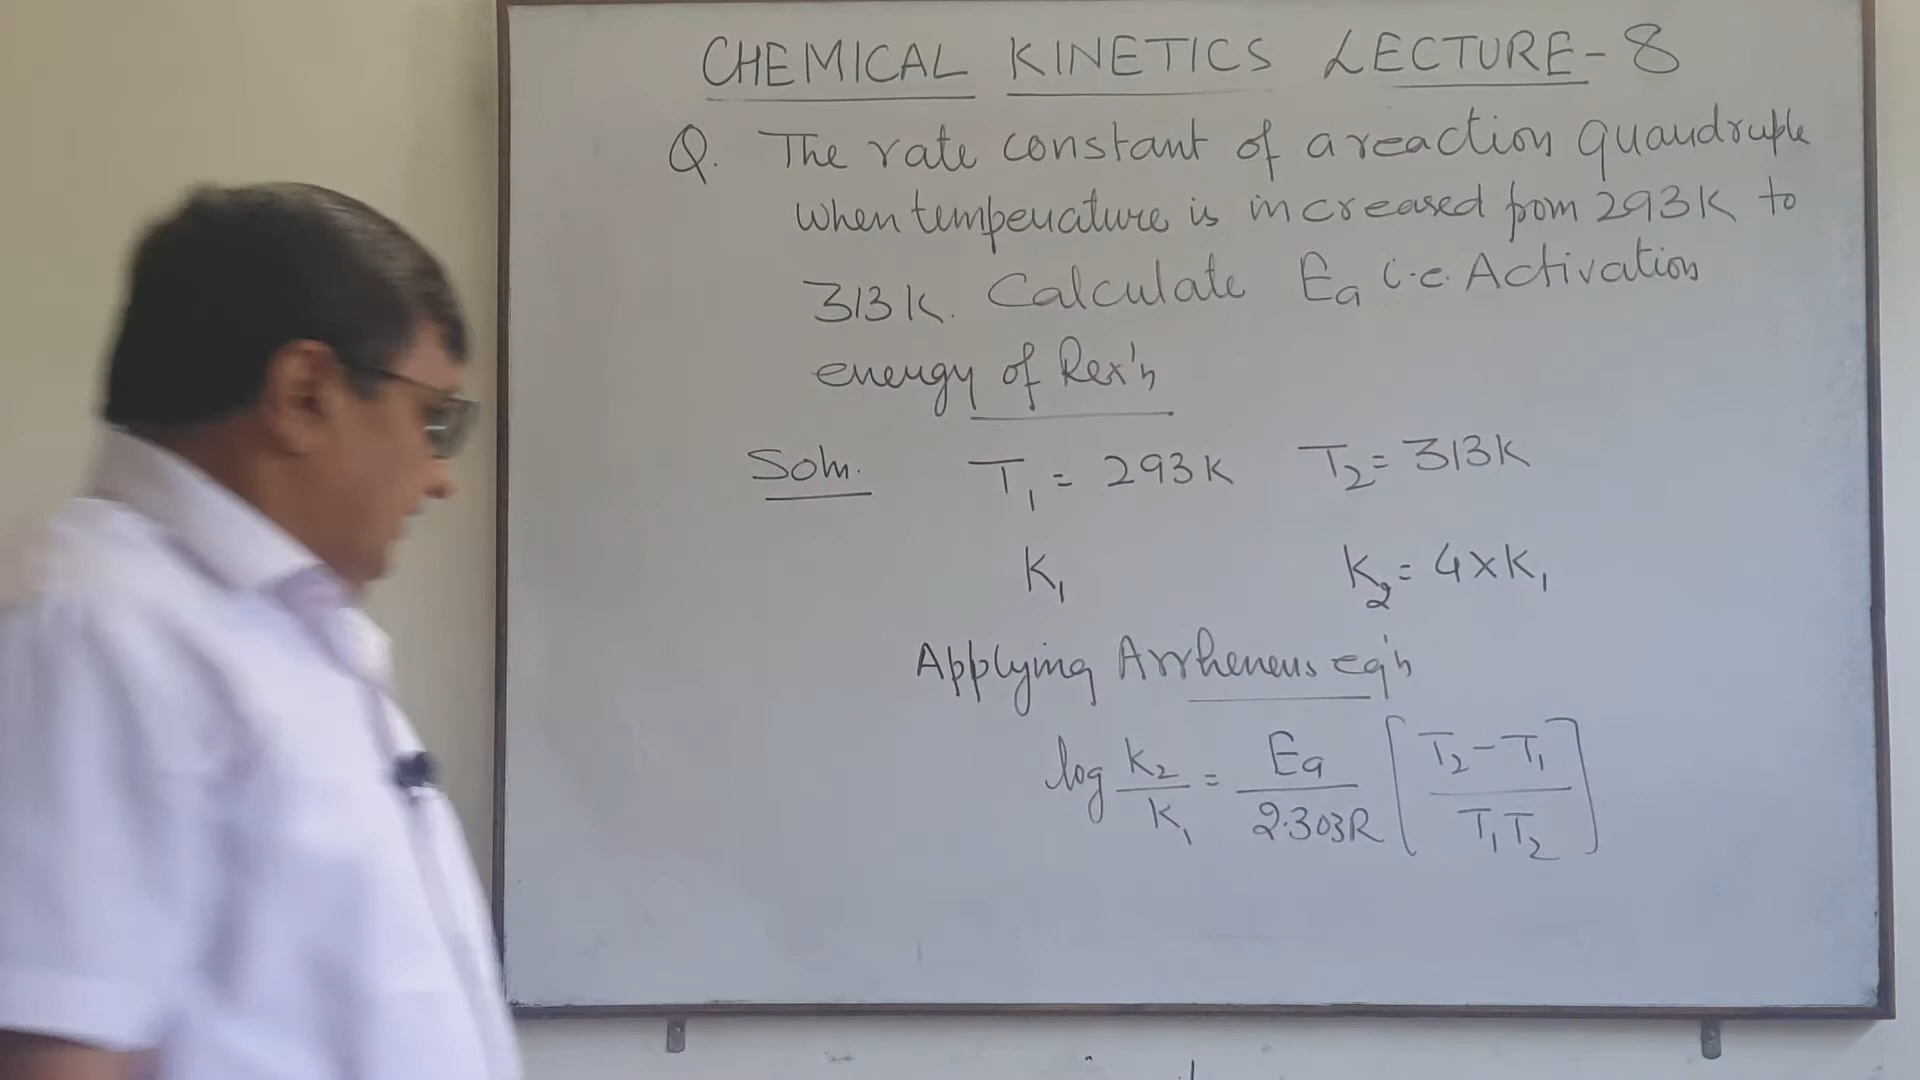 CHEMICAL KINETICS LECTURE-8
Q. The rate constant of a reaction quaudruple
when temperature is increased from 293K to
313K. Calculate Ea i.e. Activation
energy of Rex'n
Soln. T₁ = 293K T₂ = 313K
K₁ K₂ = 4×K₁
Applying Arrheneus eq'n
log K₂/K₁ = Ea/2.303R [T₂-T₁/T₁T₂]